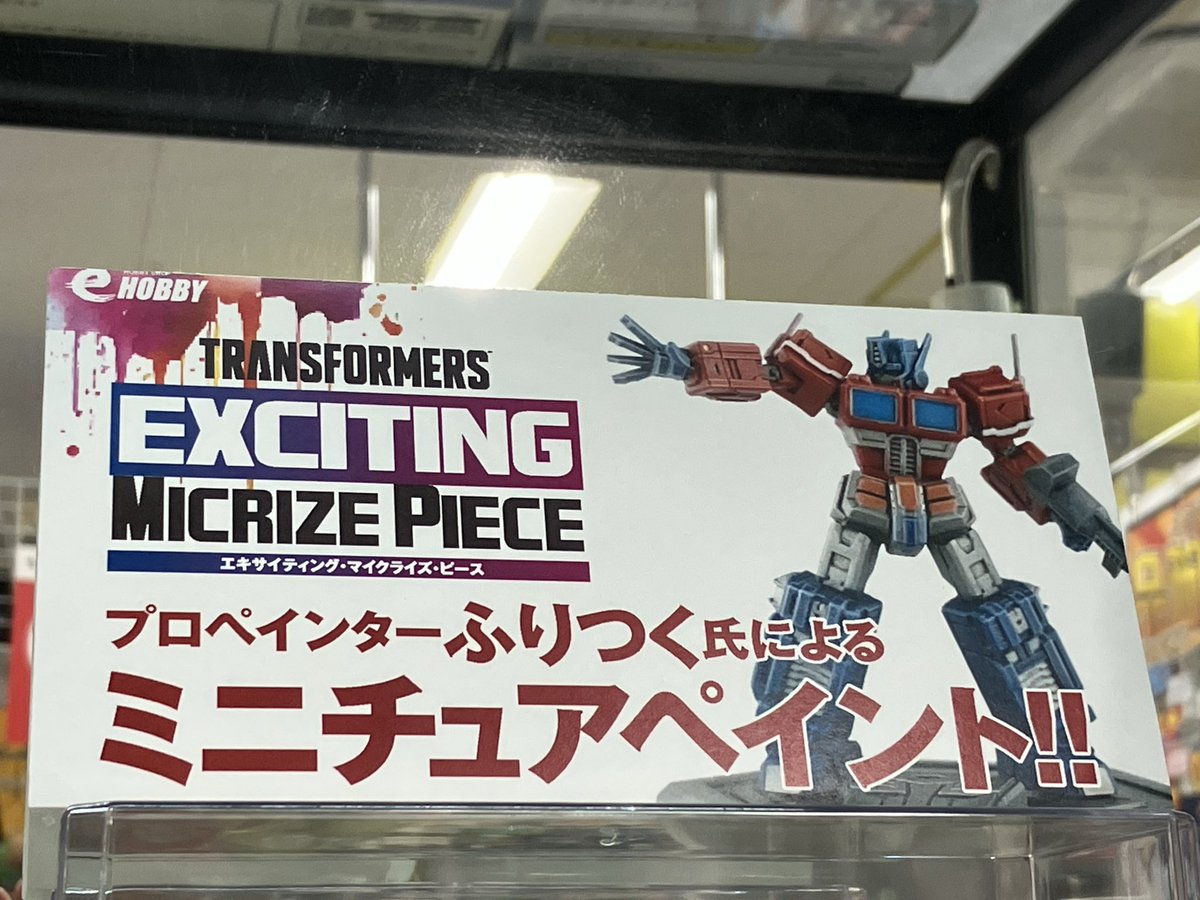 e HOBBY
TRANSFORMERS
EXCITING
MICRIZE PIECE
エキサイティング・マイクライズ・ピース
プロペインターふりつく氏による
ミニチュアペイント!!